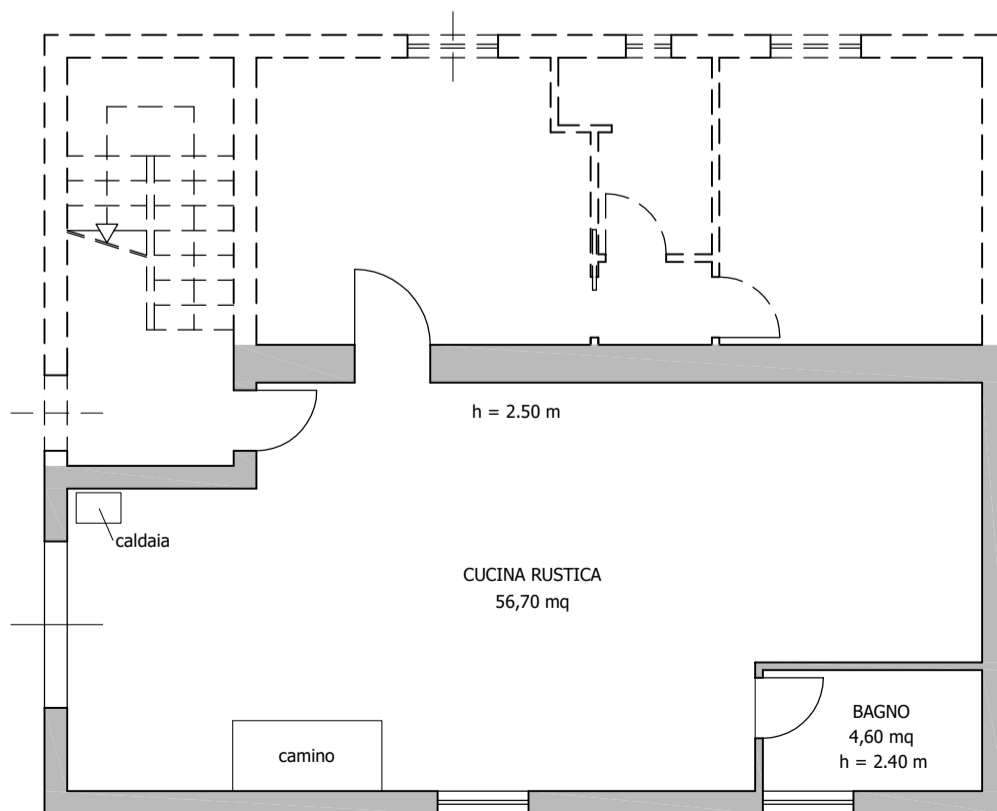 h = 2.50 m
caldaia
CUCINA RUSTICA
56,70 mq
BAGNO
4,60 mq
h = 2.40 m
camino